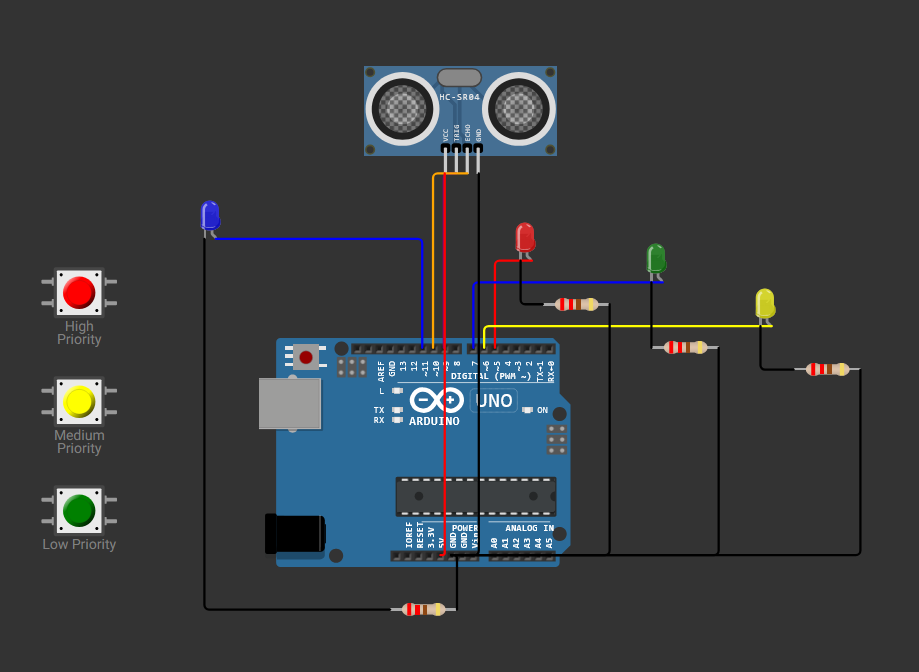 HC-SR04
VCC
TRIG
ECHO
GND
High
Priority
Medium
Priority
Low Priority
AREF
GND
13
12
~11
~10
~9
8
7
~6
~5
4
~3
2
TX→1
RX←0
DIGITAL (PWM ~)
L
TX
RX
UNO
ON
ARDUINO
IOREF
RESET
3.3V
5V
GND
GND
Vin
POWER
ANALOG IN
A0
A1
A2
A3
A4
A5